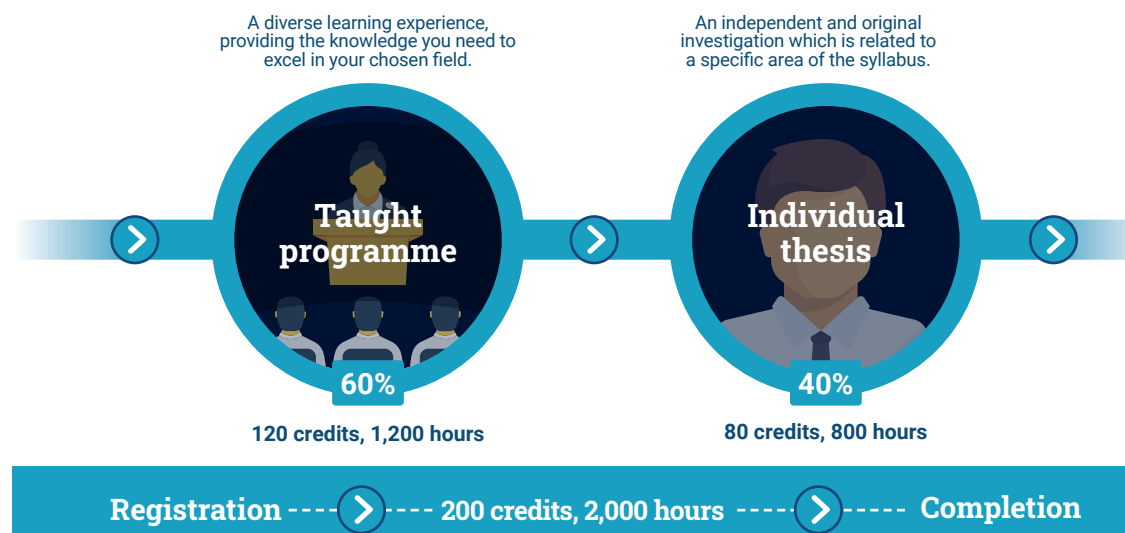 A diverse learning experience,
providing the knowledge you need to
excel in your chosen field.
Taught
programme
60%
120 credits, 1,200 hours
An independent and original
investigation which is related to
a specific area of the syllabus.
Individual
thesis
40%
80 credits, 800 hours
Registration 200 credits, 2,000 hours Completion